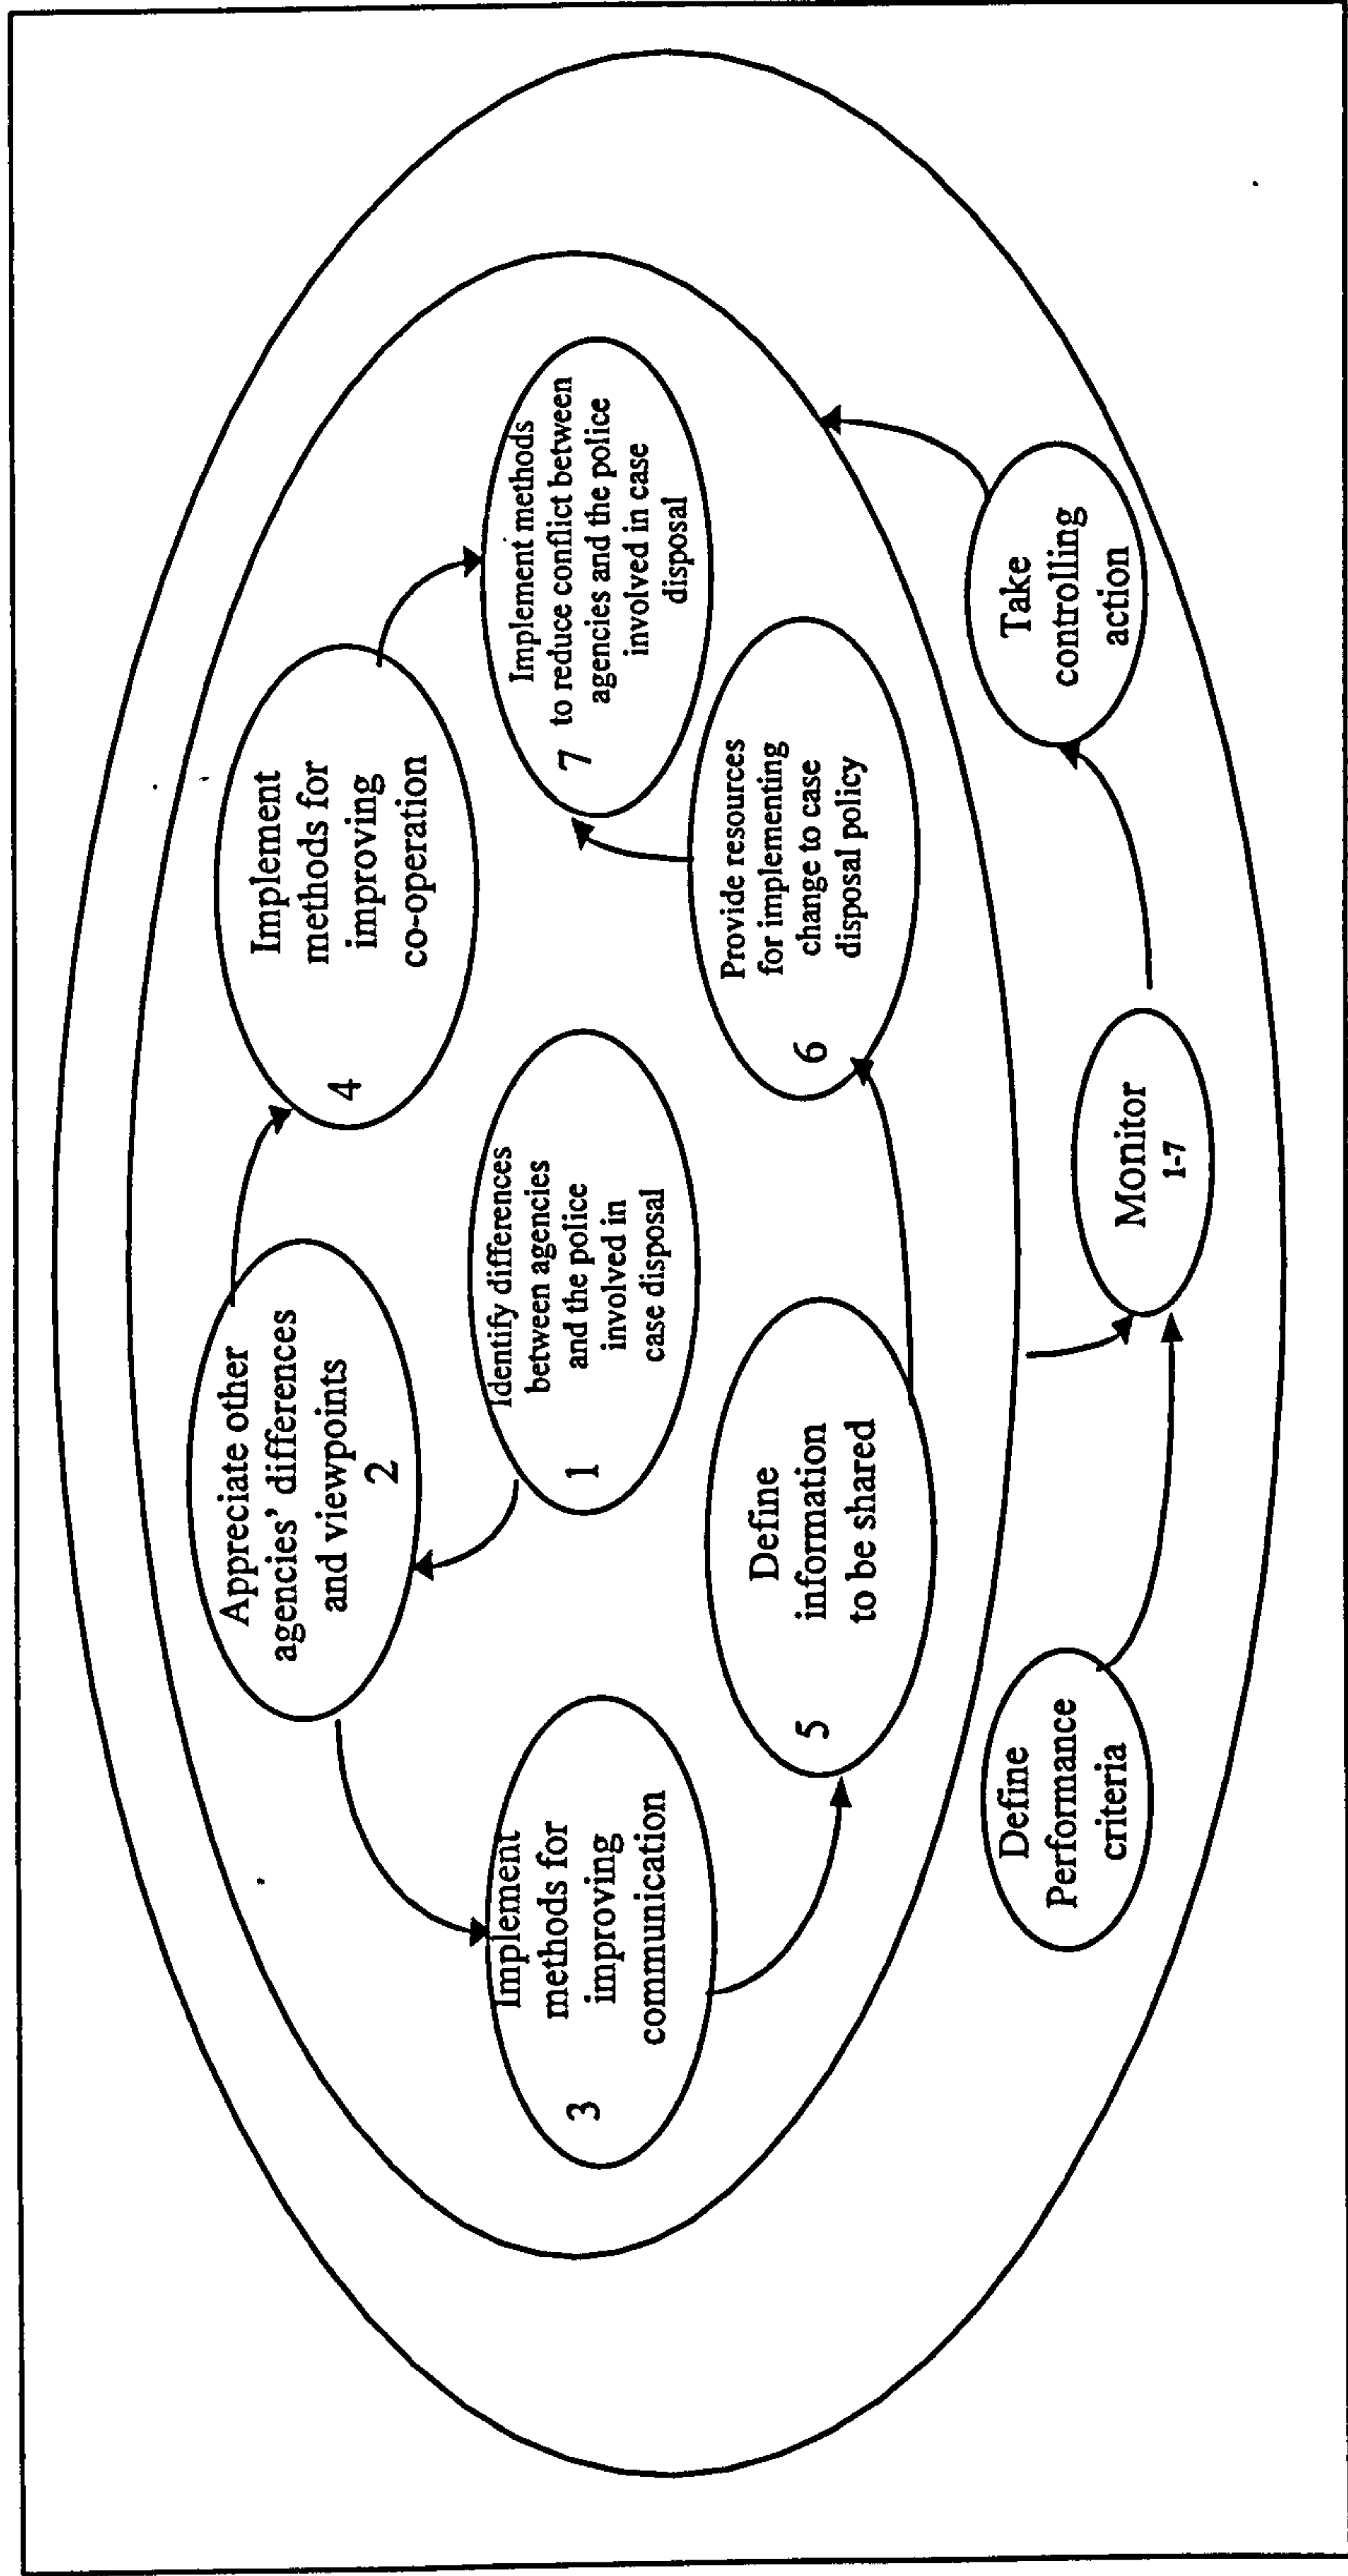 Appreciate other
agencies' differences
and viewpoints
2
Implement
methods for
improving
co-operation
4
Implement
methods for
improving
communication
3
Identify differences
between agencies
and the police
involved in
case disposal
1
Implement methods
to reduce conflict between
agencies and the police
involved in case
disposal
7
Define
information
to be shared
5
Provide resources
for implementing
change to case
disposal policy
6
Define
Performance
criteria
Monitor
1-7
Take
controlling
action